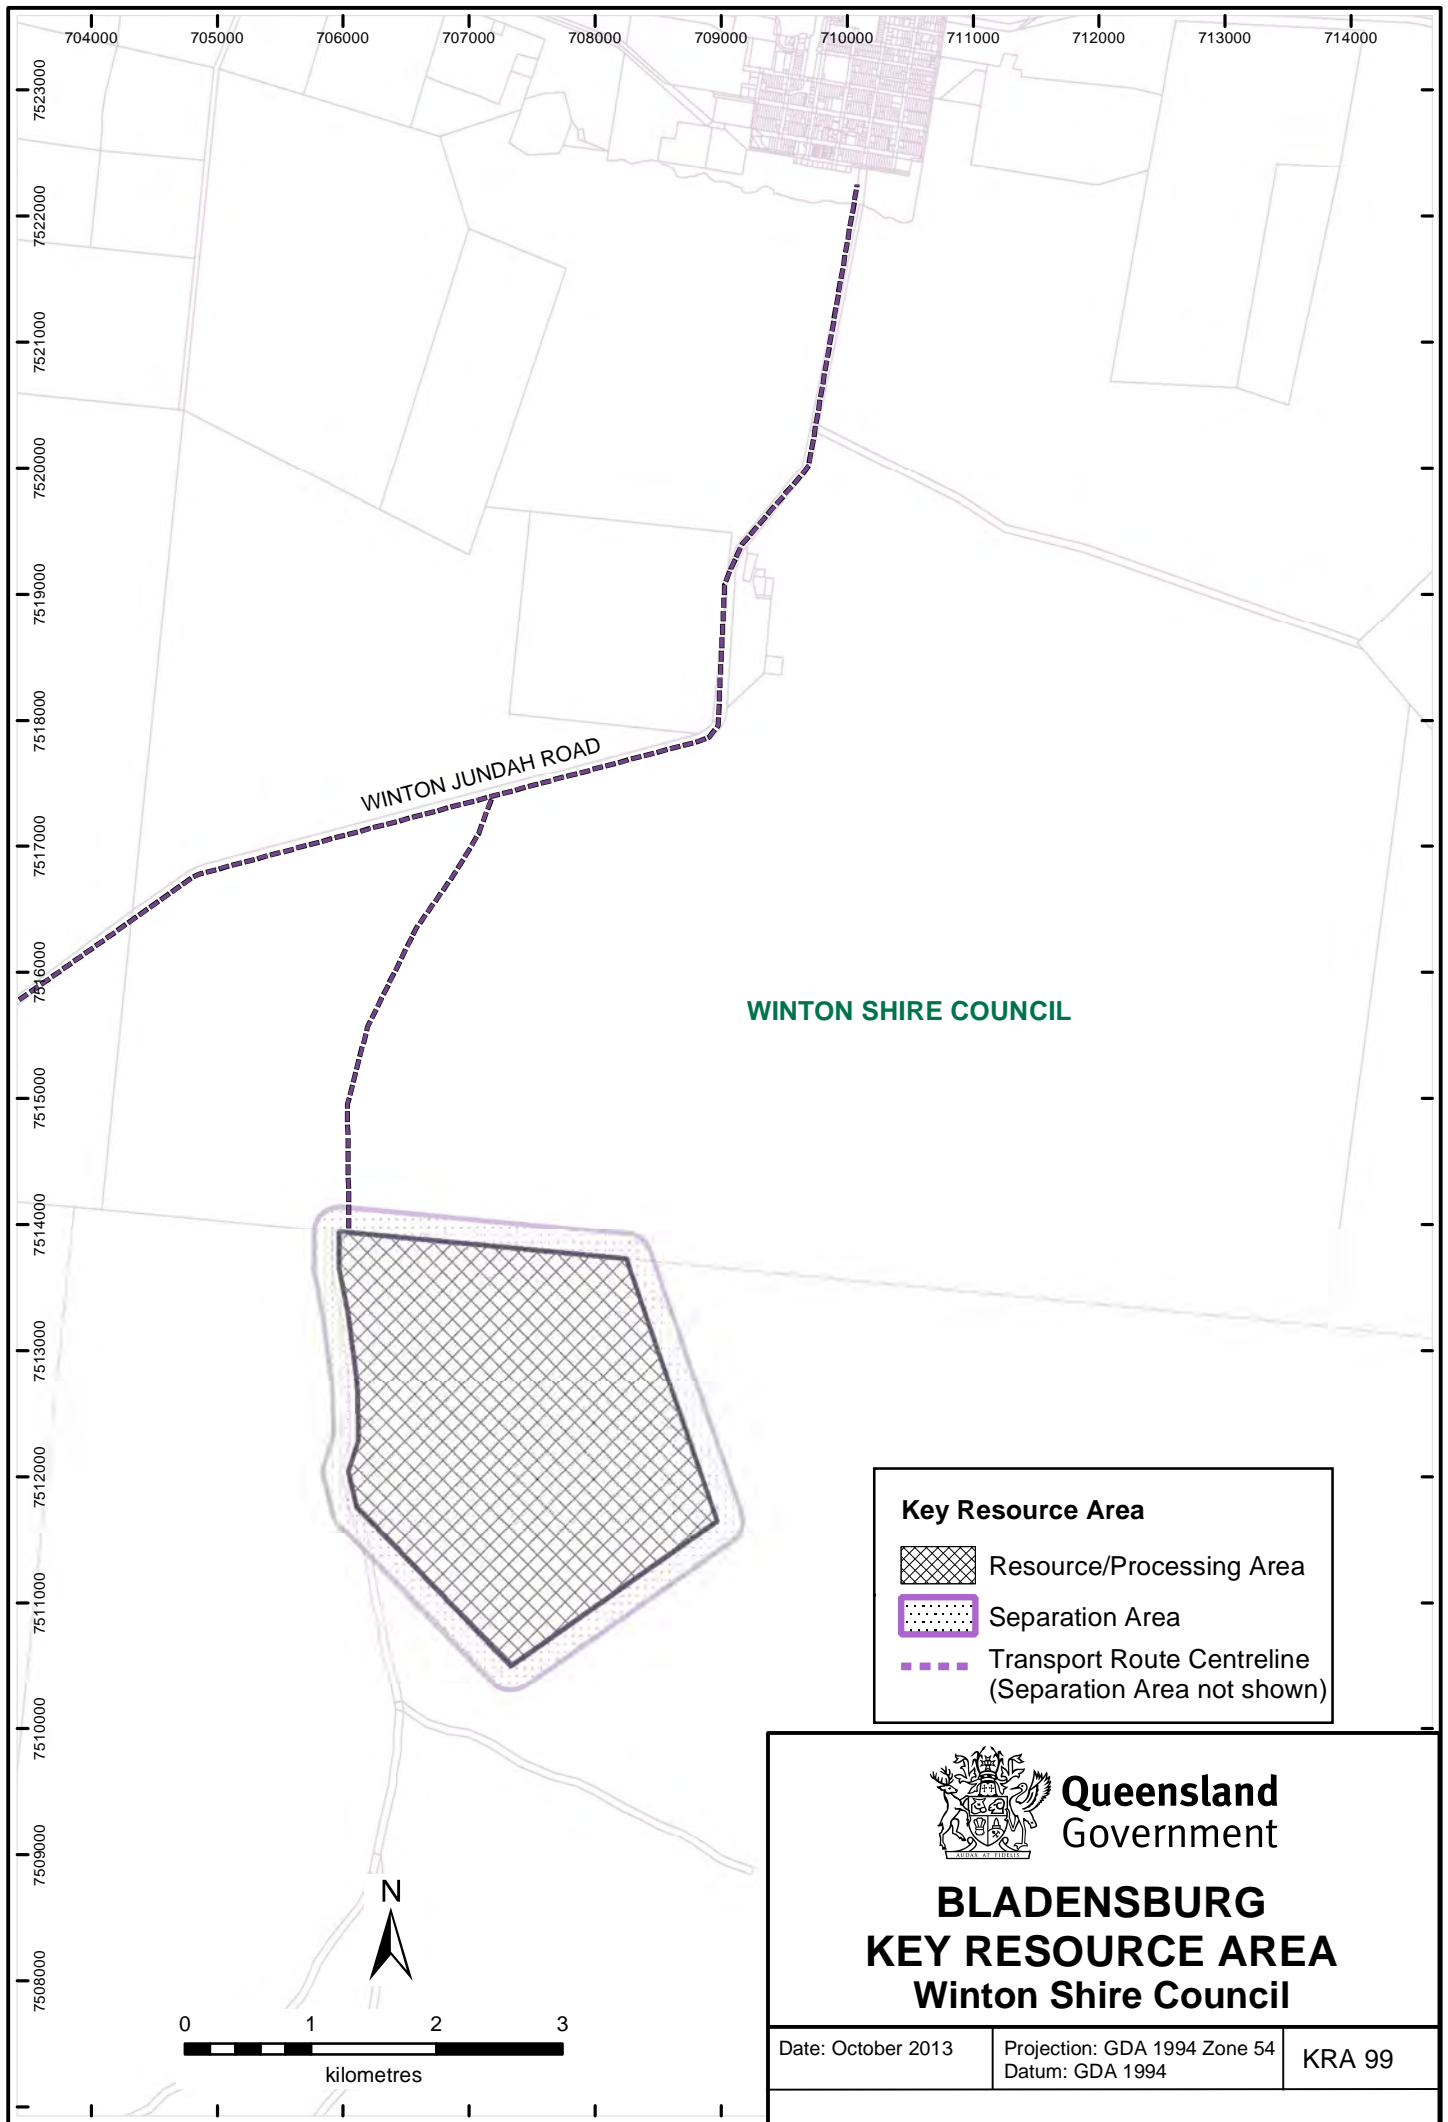 704000 705000 706000 707000 708000 709000 710000 711000 712000 713000 714000
7523000
7522000
7521000
7520000
7519000
7518000
7517000
7516000
7515000
7514000
7513000
7512000
7511000
7510000
7509000
7508000
WINTON JUNDAH ROAD
WINTON SHIRE COUNCIL
Key Resource Area
Resource/Processing Area
Separation Area
Transport Route Centreline
(Separation Area not shown)
AUDAX AT FIDELIS
Queensland
Government
BLADENSBURG
KEY RESOURCE AREA
Winton Shire Council
Date: October 2013
Projection: GDA 1994 Zone 54
Datum: GDA 1994
KRA 99
N
0 1 2 3
kilometres